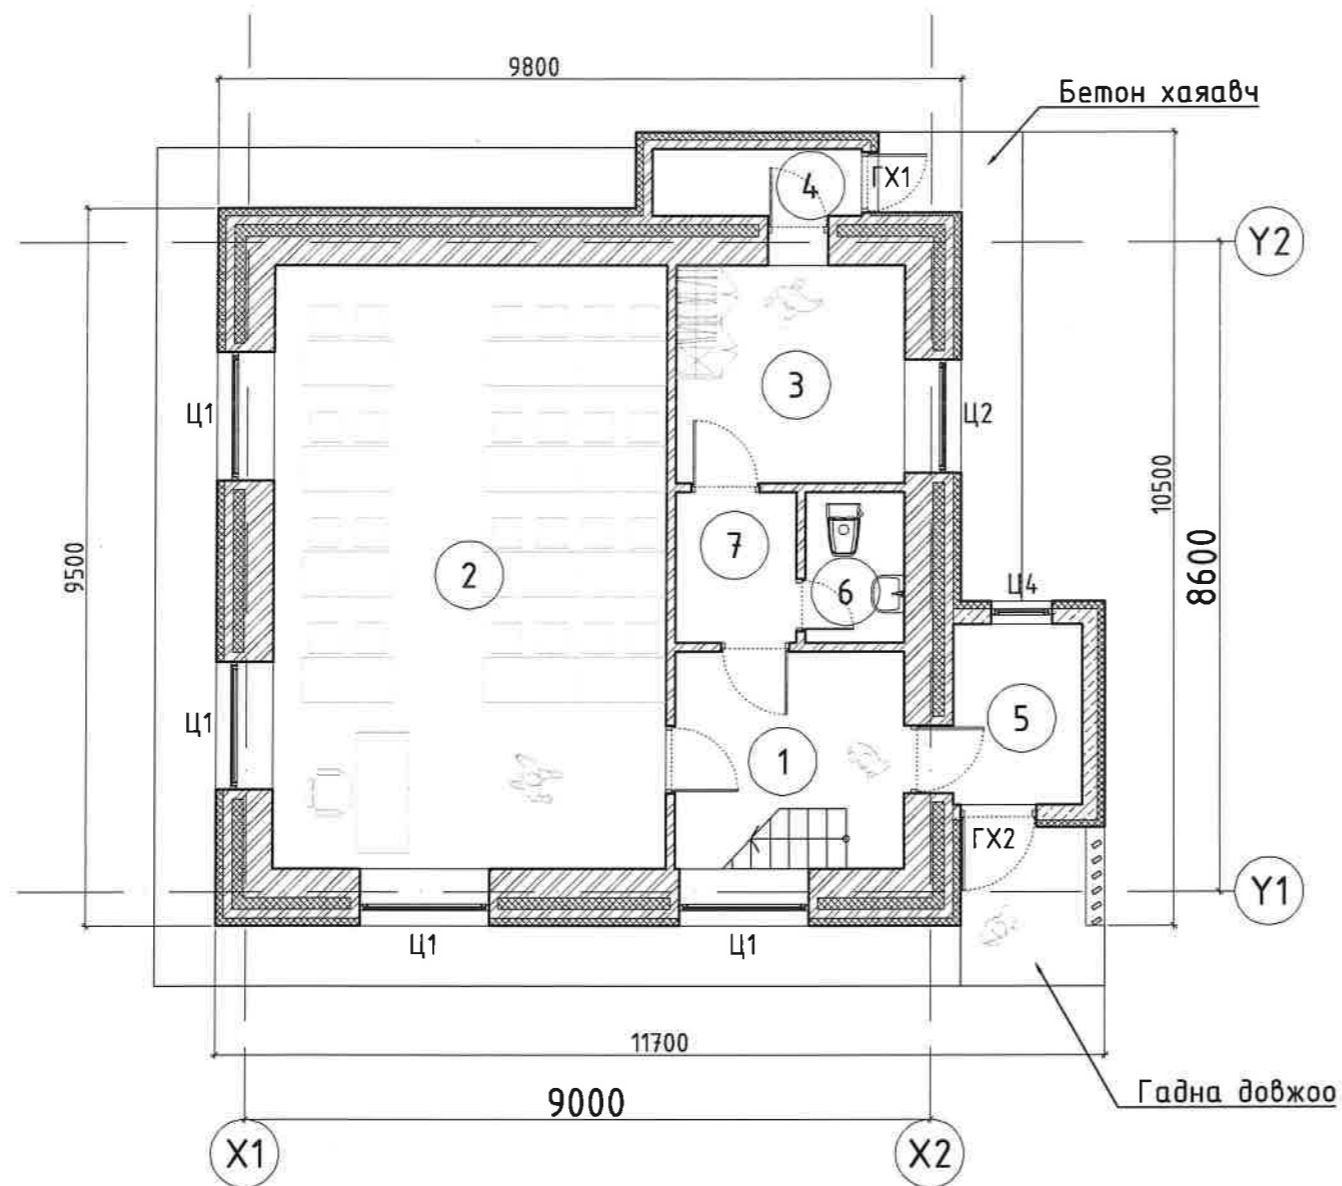 9800
Бетон хаяавч
4
ГХ1
Y2
3
Ц1
Ц2
10500
8600
9500
2
7
6
Ц4
Ц1
5
1
ГХ2
Y1
Ц1
Ц1
11700
9000
Гадна довжоо
X1
X2